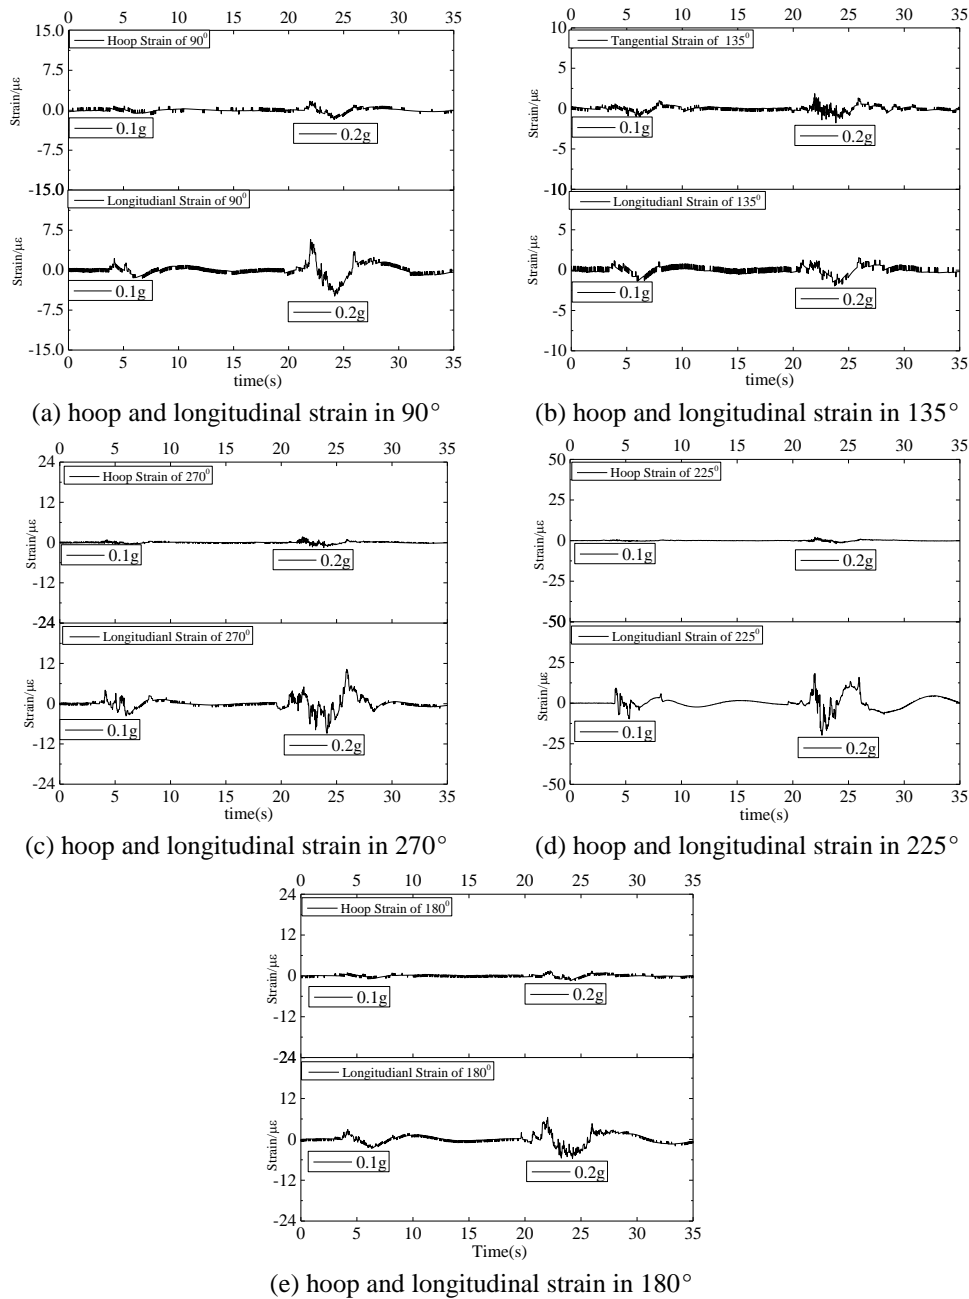 0 5 10 15 20 25 30 35
15.0
Hoop Strain of 90⁰
7.5
Strain/με
0.0
0.1g
0.2g
-7.5
-15.0
Longitudianl Strain of 90⁰
7.5
Strain/με
0.0
0.1g
0.2g
-7.5
-15.0
0 5 10 15 20 25 30 35
time(s)
(a) hoop and longitudinal strain in 90°
0 5 10 15 20 25 30 35
10
Tangential Strain of 135⁰
5
Strain/με
0
0.1g
0.2g
-5
-10
Longitudianl Strain of 135⁰
5
Strain/με
0
0.1g
0.2g
-5
-10
0 5 10 15 20 25 30 35
time(s)
(b) hoop and longitudinal strain in 135°
0 5 10 15 20 25 30 35
24
Hoop Strain of 270⁰
12
Strain/με
0
0.1g
0.2g
-12
-24
Longitudianl Strain of 270⁰
12
Strain/με
0
0.1g
0.2g
-12
-24
0 5 10 15 20 25 30 35
time(s)
(c) hoop and longitudinal strain in 270°
0 5 10 15 20 25 30 35
50
Hoop Strain of 225⁰
25
Strain/με
0
0.1g
0.2g
-25
-50
Longitudianl Strain of 225⁰
25
Strain/με
0
0.1g
0.2g
-25
-50
0 5 10 15 20 25 30 35
time(s)
(d) hoop and longitudinal strain in 225°
0 5 10 15 20 25 30 35
24
Hoop Strain of 180⁰
12
Strain/με
0
0.1g
0.2g
-12
-24
Longitudianl Strain of 180⁰
12
Strain/με
0
0.1g
0.2g
-12
-24
0 5 10 15 20 25 30 35
Time(s)
(e) hoop and longitudinal strain in 180°